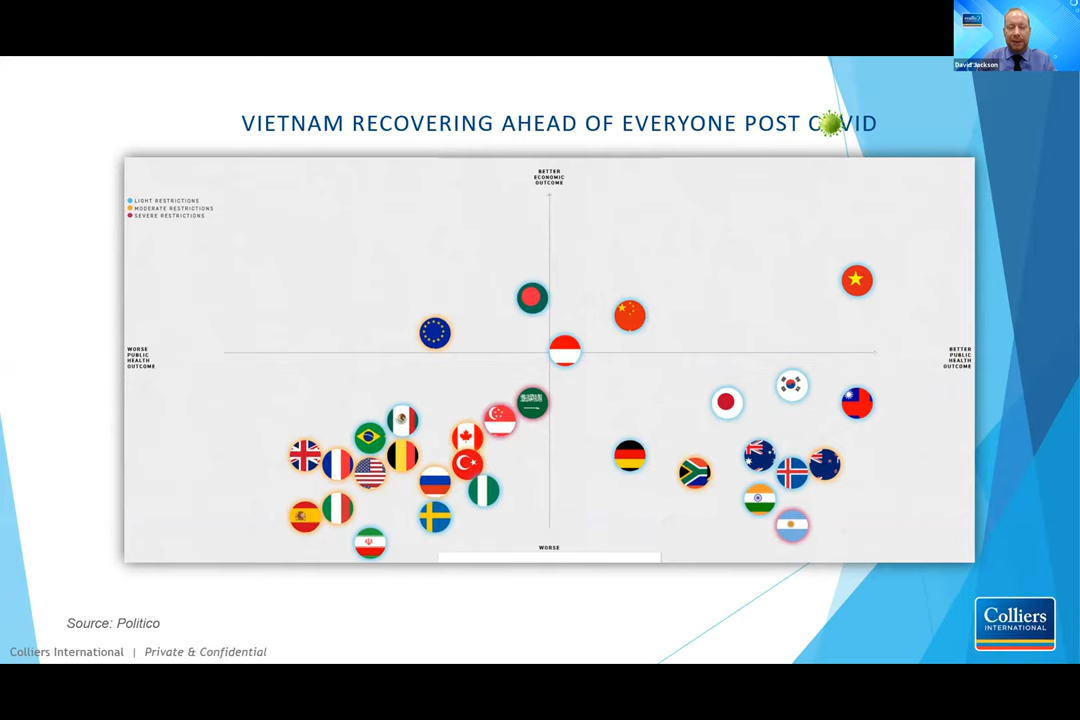 David Jackson
VIETNAM RECOVERING AHEAD OF EVERYONE POST COVID
BETTER
ECONOMIC
OUTCOME
LIGHT RESTRICTIONS
MODERATE RESTRICTIONS
SEVERE RESTRICTIONS
WORSE
PUBLIC
HEALTH
OUTCOME
BETTER
PUBLIC
HEALTH
OUTCOME
WORSE
Source: Politico
Colliers
INTERNATIONAL
Colliers International | Private & Confidential